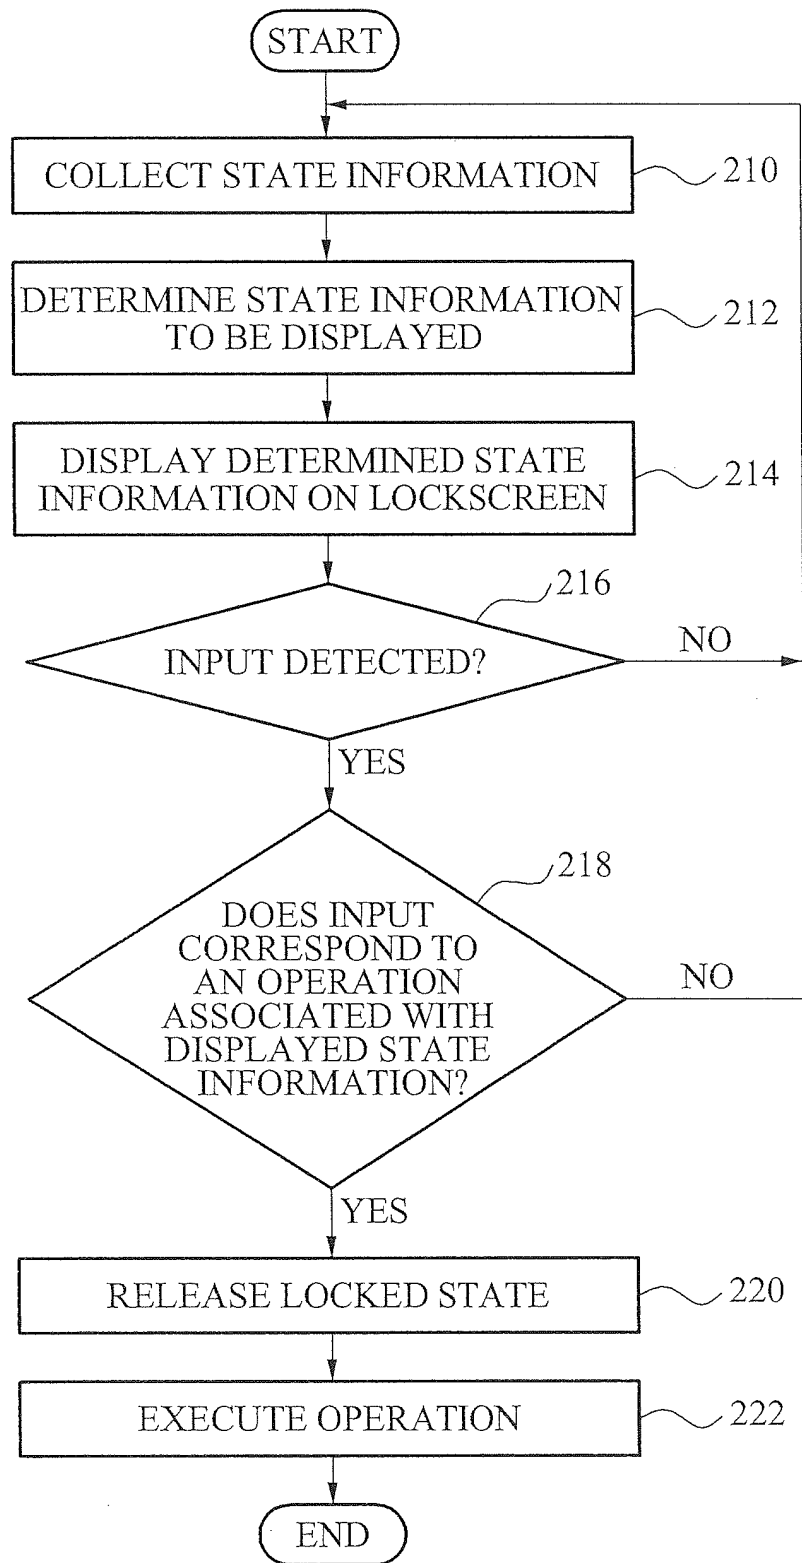 START
COLLECT STATE INFORMATION
210
DETERMINE STATE INFORMATION
TO BE DISPLAYED
212
DISPLAY DETERMINED STATE
INFORMATION ON LOCKSCREEN
214
216
INPUT DETECTED?
NO
YES
218
DOES INPUT
CORRESPOND TO
AN OPERATION
ASSOCIATED WITH
DISPLAYED STATE
INFORMATION?
NO
YES
RELEASE LOCKED STATE
220
EXECUTE OPERATION
222
END